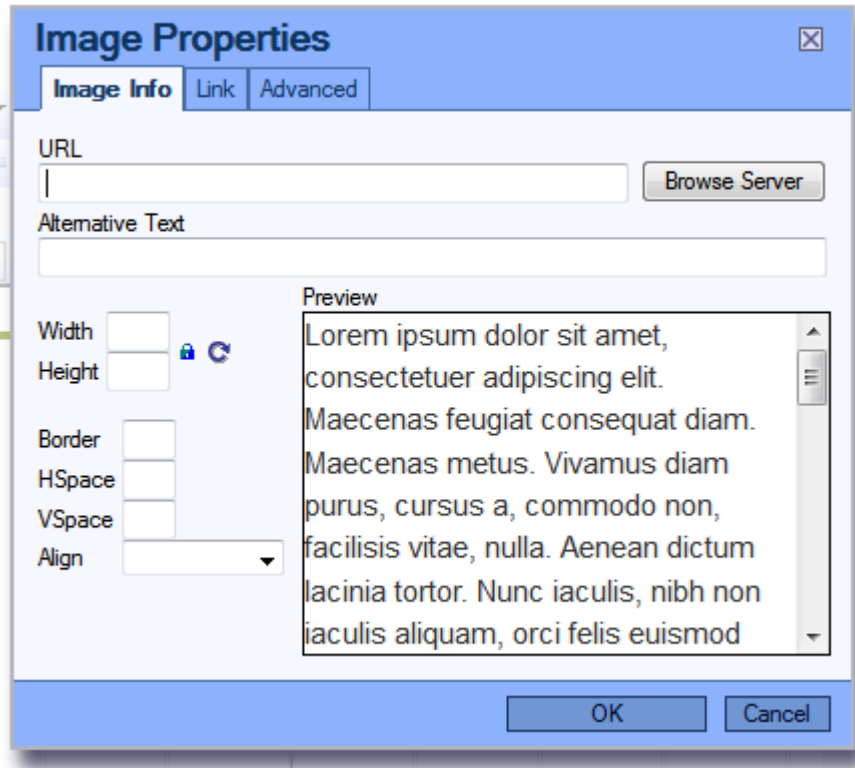 Image Properties
Image Info
Link
Advanced
URL
Browse Server
Alternative Text
Width
Height
Border
HSpace
VSpace
Align
Preview
Lorem ipsum dolor sit amet,
consectetuer adipiscing elit.
Maecenas feugiat consequat diam.
Maecenas metus. Vivamus diam
purus, cursus a, commodo non,
facilisis vitae, nulla. Aenean dictum
lacinia tortor. Nunc iaculis, nibh non
iaculis aliquam, orci felis euismod
OK
Cancel